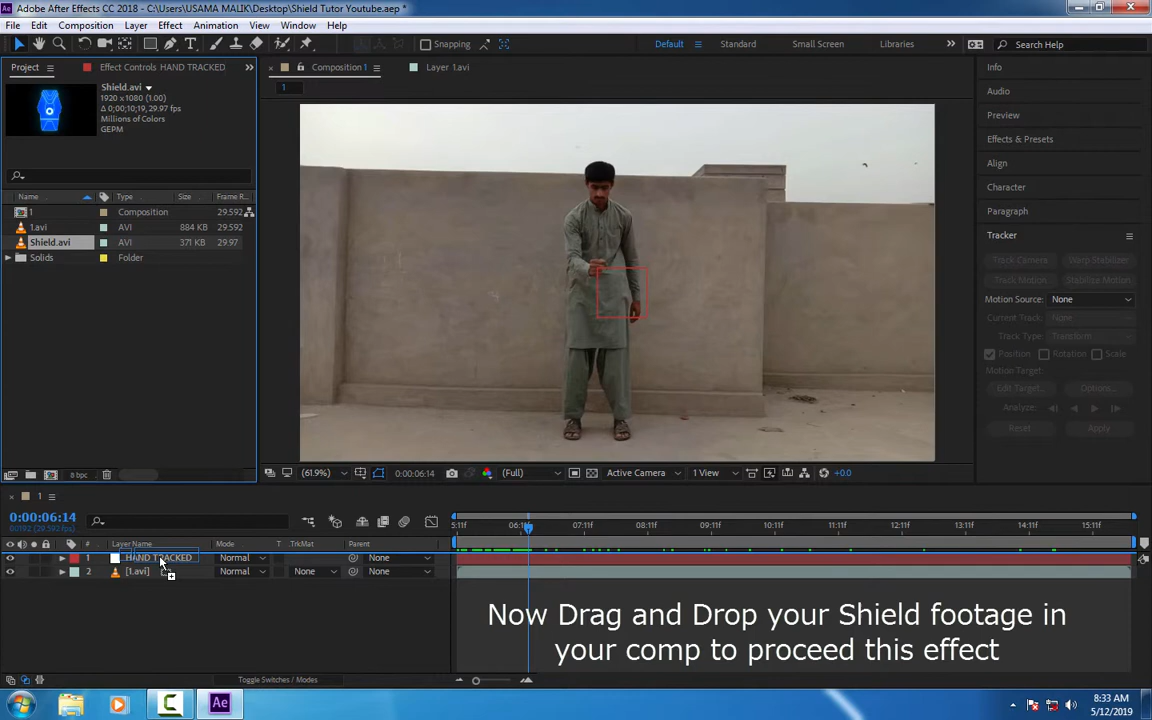 Adobe After Effects CC 2018 - C:\Users\USAMA MALIK\Desktop\Shield Tutor Youtube.aep *
File Edit Composition Layer Effect Animation View Window Help
Snapping Default Standard Small Screen Libraries Search Help
Project Effect Controls HAND TRACKED Composition 1 Layer 1.avi Info
Shield.avi
1920 x 1080 (1.00)
Δ 0;00;10;19, 29.97 fps
Millions of Colors
GEPM
1
Audio
Preview
Effects & Presets
Align
Character
Paragraph
Tracker
Name Type Size Frame R...
1 Composition 29.592
1.avi AVI 884 KB 29.592
Shield.avi AVI 371 KB 29.97
Solids Folder
Track Camera Warp Stabilizer
Track Motion Stabilize Motion
Motion Source: None
Current Track: None
Track Type: Transform
Position Rotation Scale
Motion Target:
Edit Target... Options...
Analyze:
Reset Apply
8 bpc (61.9%) 0:00:06:14 (Full) Active Camera 1 View +0.0
1
0:00:06:14
00192 (29.592 fps)
5:11f 06:11f 07:11f 08:11f 09:11f 10:11f 11:11f 12:11f 13:11f 14:11f 15:11f
# Layer Name Mode T .TrkMat Parent
1 HAND TRACKED Normal None
2 [1.avi] Normal None None
Now Drag and Drop your Shield footage in
your comp to proceed this effect
Toggle Switches / Modes
Ae
8:33 AM
5/12/2019